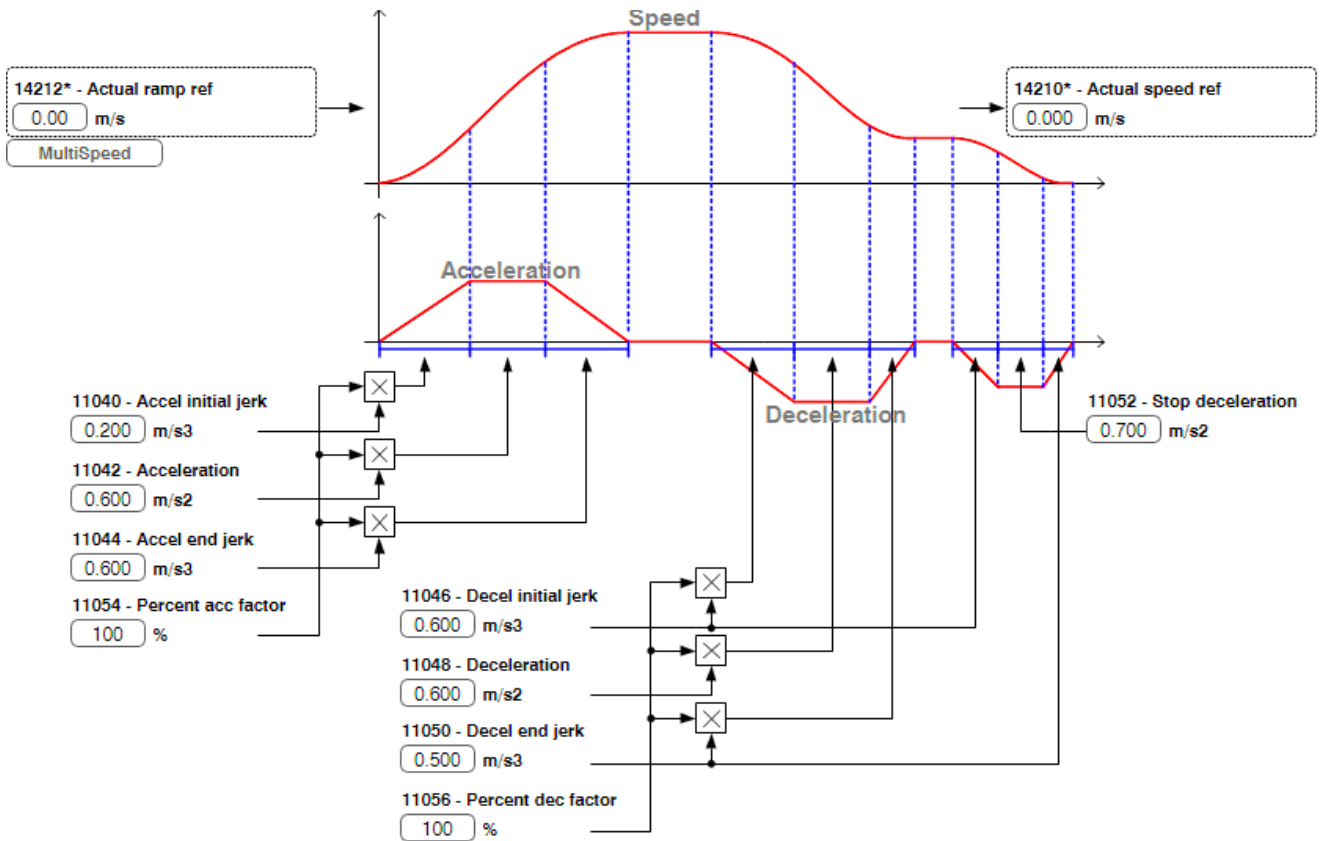 Speed
14212* - Actual ramp ref
0.00 m/s
MultiSpeed
14210* - Actual speed ref
0.000 m/s
Acceleration
Deceleration
11040 - Accel initial jerk
0.200 m/s3
11042 - Acceleration
0.600 m/s2
11044 - Accel end jerk
0.600 m/s3
11054 - Percent acc factor
100 %
11052 - Stop deceleration
0.700 m/s2
11046 - Decel initial jerk
0.600 m/s3
11048 - Deceleration
0.600 m/s2
11050 - Decel end jerk
0.500 m/s3
11056 - Percent dec factor
100 %